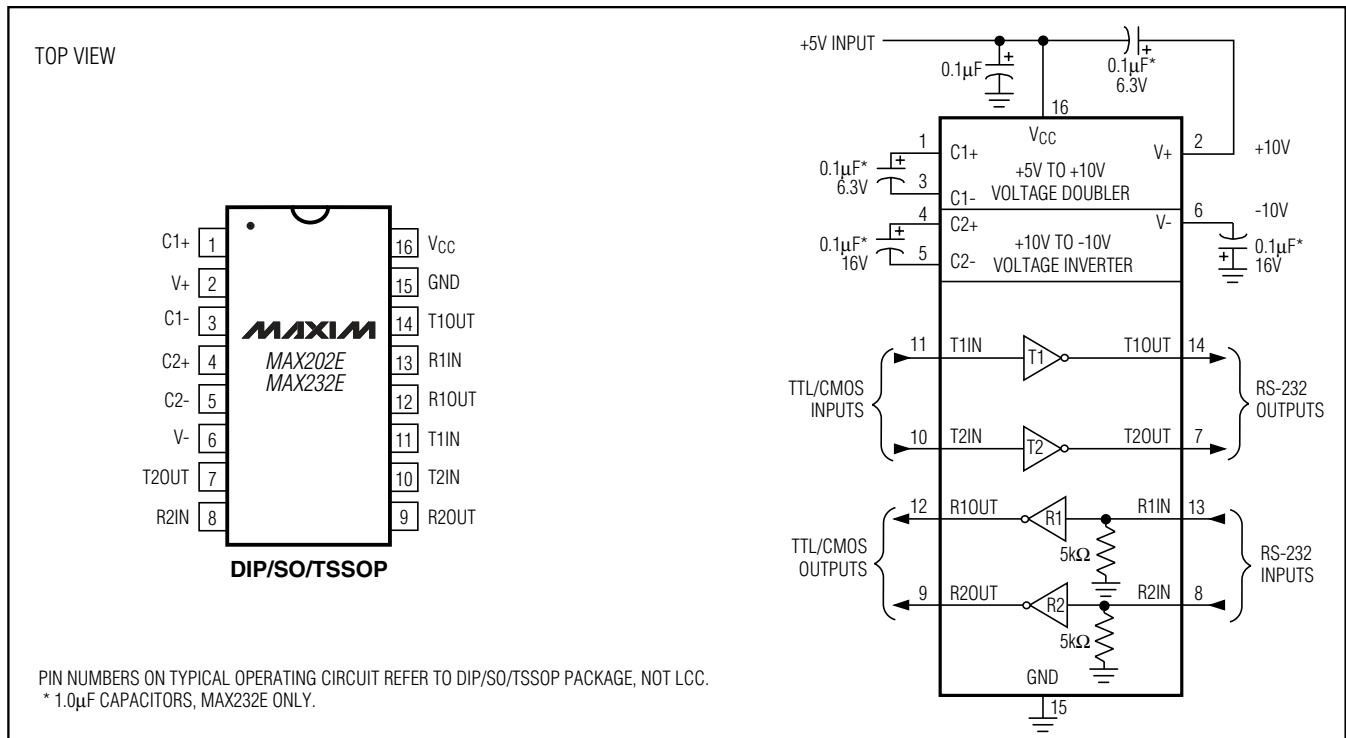 TOP VIEW
C1+ 1
V+ 2
C1- 3
C2+ 4
C2- 5
V- 6
T2OUT 7
R2IN 8
16 VCC
15 GND
14 T1OUT
13 R1IN
12 R1OUT
11 T1IN
10 T2IN
9 R2OUT
MAXIM
MAX202E
MAX232E
DIP/SO/TSSOP
+5V INPUT
0.1µF
+
0.1µF*
6.3V
+
16
VCC
1
C1+
0.1µF*
6.3V
+
3
C1-
+5V TO +10V
VOLTAGE DOUBLER
V+
2
+10V
4
C2+
0.1µF*
16V
+
5
C2-
+10V TO -10V
VOLTAGE INVERTER
V-
6
-10V
0.1µF*
16V
+
TTL/CMOS
INPUTS
11 T1IN T1 T1OUT 14
10 T2IN T2 T2OUT 7
RS-232
OUTPUTS
TTL/CMOS
OUTPUTS
12 R1OUT R1 R1IN 13
5kΩ
9 R2OUT R2 R2IN 8
5kΩ
RS-232
INPUTS
GND
15
PIN NUMBERS ON TYPICAL OPERATING CIRCUIT REFER TO DIP/SO/TSSOP PACKAGE, NOT LCC.
* 1.0µF CAPACITORS, MAX232E ONLY.